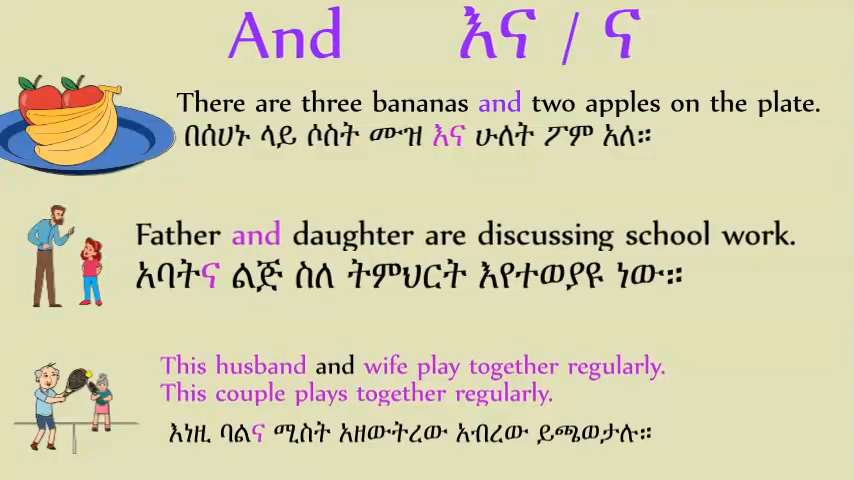 And እና / ና
There are three bananas and two apples on the plate.
በሰሀኑ ላይ ሶስት ሙዝ እና ሁለት ፖም አለ።
Father and daughter are discussing school work.
አባትና ልጅ ስለ ትምህርት እየተወያዩ ነው።
This husband and wife play together regularly.
This couple plays together regularly.
እነዚ ባልና ሚስት አዘውትረው አብረው ይጫወታሉ።